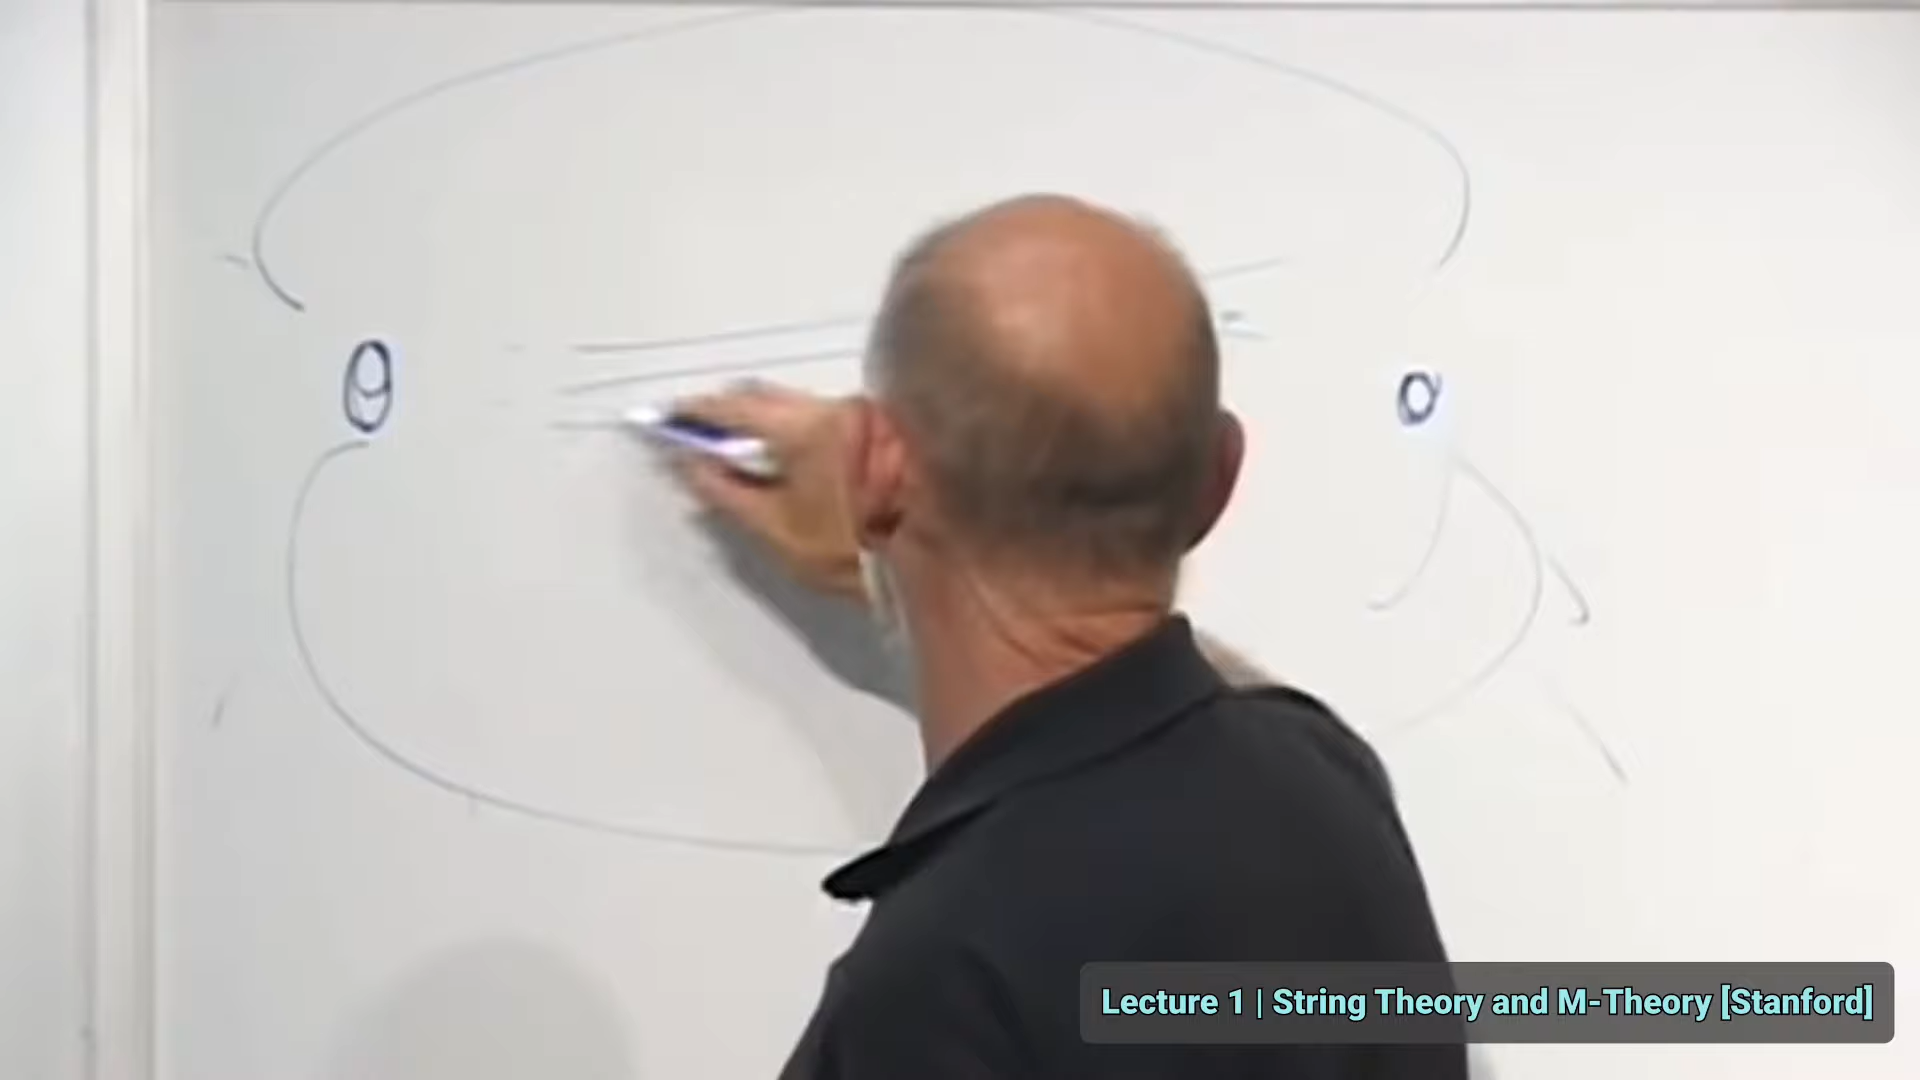 θ σ
Lecture 1 | String Theory and M-Theory [Stanford]